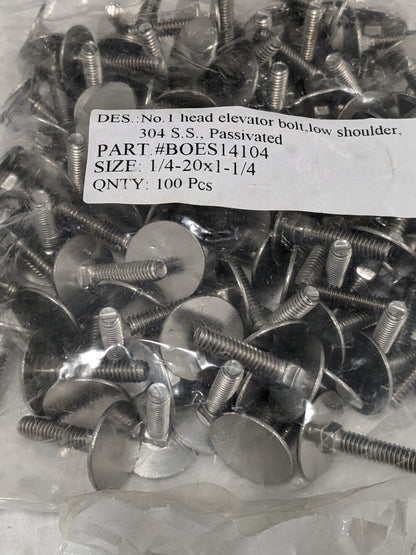 DES.:No.1 head elevator bolt,low shoulder,
304 S.S., Passivated
PART.#BOES14104
SIZE: 1/4-20x1-1/4
QNTY: 100 Pcs